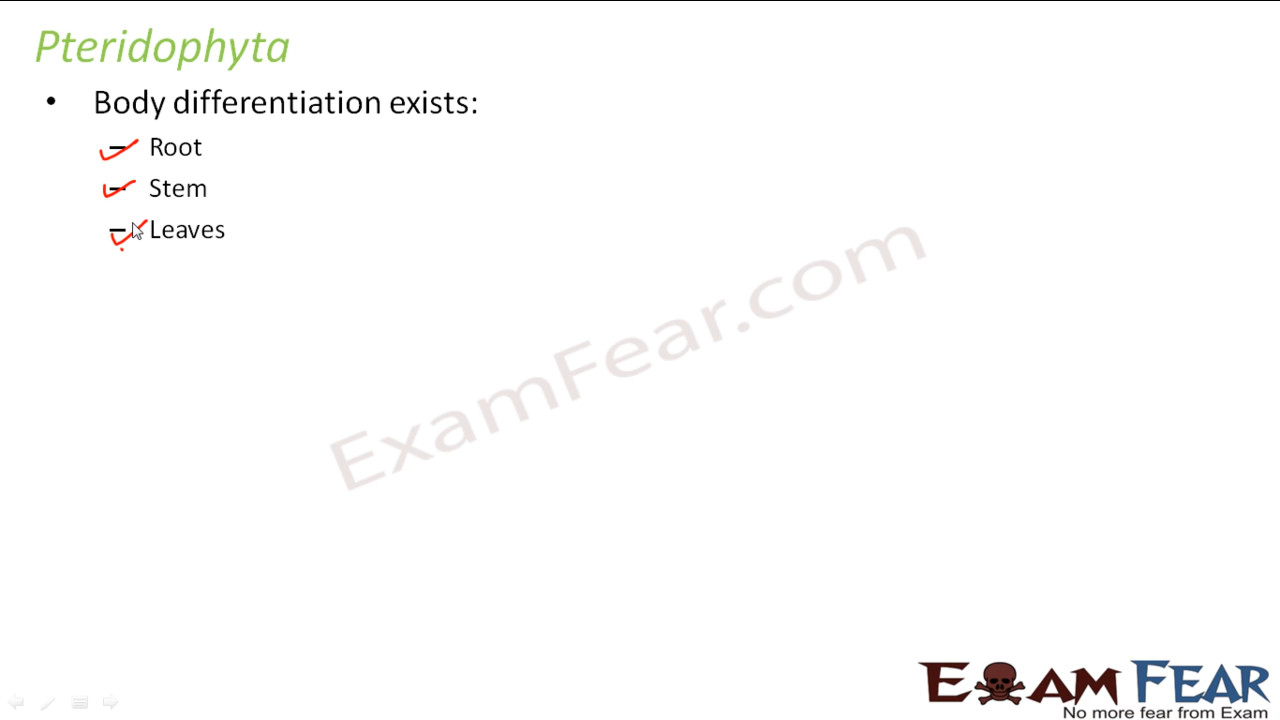 Pteridophyta
• Body differentiation exists:
– Root
– Stem
– Leaves
ExamFear.com
EXAM FEAR
No more fear from Exam